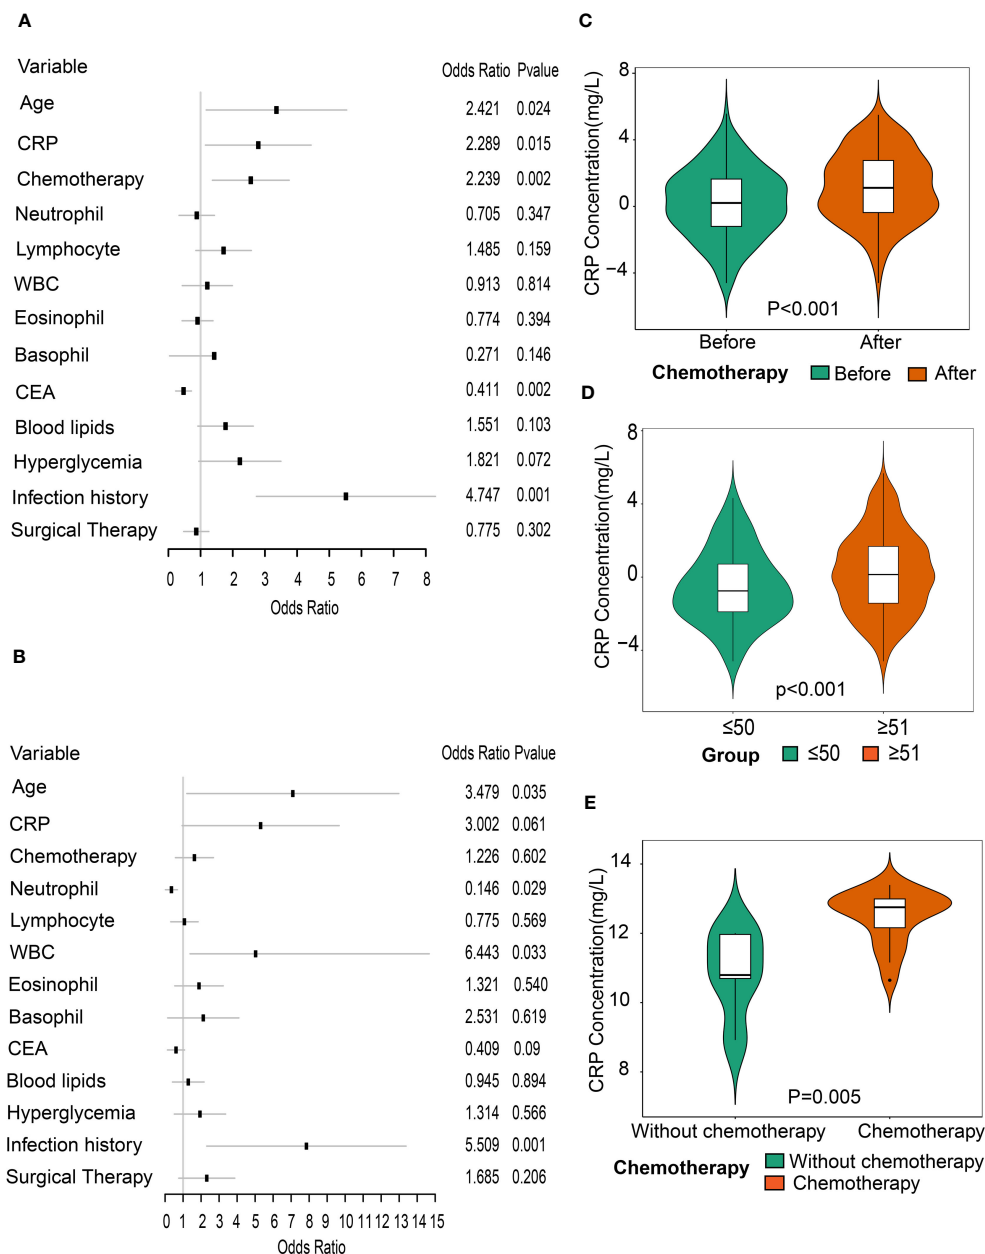 A
Variable Odds Ratio Pvalue
Age 2.421 0.024
CRP 2.289 0.015
Chemotherapy 2.239 0.002
Neutrophil 0.705 0.347
Lymphocyte 1.485 0.159
WBC 0.913 0.814
Eosinophil 0.774 0.394
Basophil 0.271 0.146
CEA 0.411 0.002
Blood lipids 1.551 0.103
Hyperglycemia 1.821 0.072
Infection history 4.747 0.001
Surgical Therapy 0.775 0.302
0 1 2 3 4 5 6 7 8
Odds Ratio
B
Variable Odds Ratio Pvalue
Age 3.479 0.035
CRP 3.002 0.061
Chemotherapy 1.226 0.602
Neutrophil 0.146 0.029
Lymphocyte 0.775 0.569
WBC 6.443 0.033
Eosinophil 1.321 0.540
Basophil 2.531 0.619
CEA 0.409 0.09
Blood lipids 0.945 0.894
Hyperglycemia 1.314 0.566
Infection history 5.509 0.001
Surgical Therapy 1.685 0.206
0 1 2 3 4 5 6 7 8 9 10 11 12 13 14 15
Odds Ratio
C
CRP Concentration(mg/L)
8
4
0
−4
P<0.001
Before After
Chemotherapy Before After
D
CRP Concentration(mg/L)
8
4
0
−4
p<0.001
≤50 ≥51
Group ≤50 ≥51
E
CRP Concentration(mg/L)
14
12
10
8
P=0.005
Without chemotherapy Chemotherapy
Chemotherapy Without chemotherapy
Chemotherapy